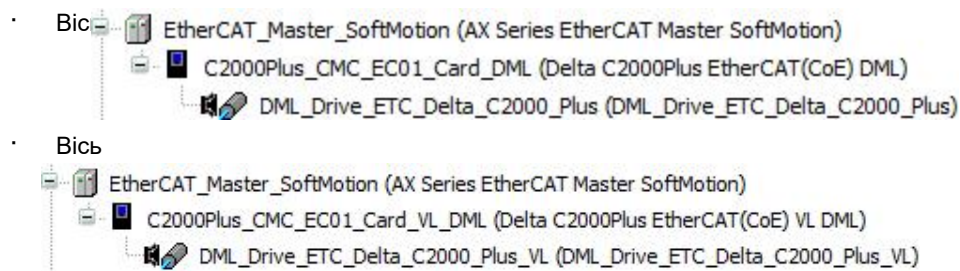 · Віс EtherCAT_Master_SoftMotion (AX Series EtherCAT Master SoftMotion)
C2000Plus_CMC_EC01_Card_DML (Delta C2000Plus EtherCAT(CoE) DML)
DML_Drive_ETC_Delta_C2000_Plus (DML_Drive_ETC_Delta_C2000_Plus)
· Вісь
EtherCAT_Master_SoftMotion (AX Series EtherCAT Master SoftMotion)
C2000Plus_CMC_EC01_Card_VL_DML (Delta C2000Plus EtherCAT(CoE) VL DML)
DML_Drive_ETC_Delta_C2000_Plus_VL (DML_Drive_ETC_Delta_C2000_Plus_VL)